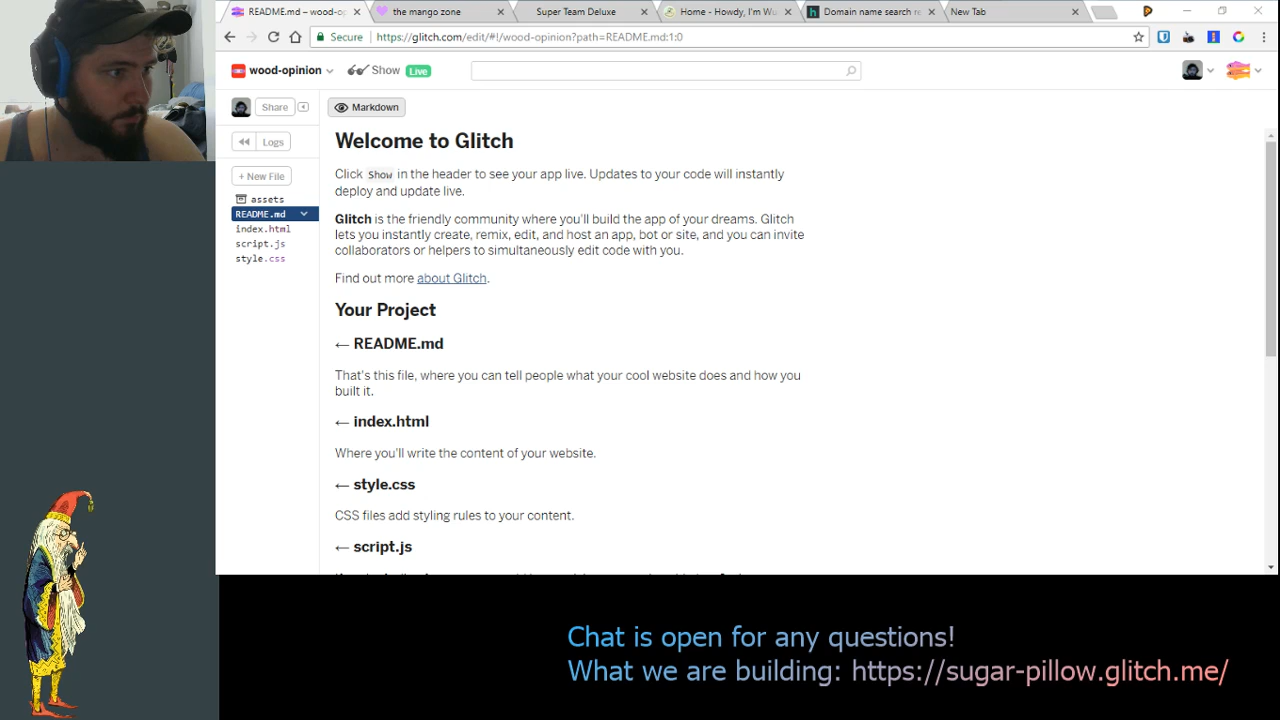 README.md – wood-op
the mango zone
Super Team Deluxe
Home - Howdy, I'm Wu
Domain name search re
New Tab
Secure
https://glitch.com/edit/#!/wood-opinion?path=README.md:1:0
wood-opinion
Show
Live
Share
Markdown
Logs
+ New File
assets
README.md
index.html
script.js
style.css
Welcome to Glitch
Click Show in the header to see your app live. Updates to your code will instantly
deploy and update live.
Glitch is the friendly community where you'll build the app of your dreams. Glitch
lets you instantly create, remix, edit, and host an app, bot or site, and you can invite
collaborators or helpers to simultaneously edit code with you.
Find out more about Glitch.
Your Project
← README.md
That's this file, where you can tell people what your cool website does and how you
built it.
← index.html
Where you'll write the content of your website.
← style.css
CSS files add styling rules to your content.
← script.js
Chat is open for any questions!
What we are building: https://sugar-pillow.glitch.me/